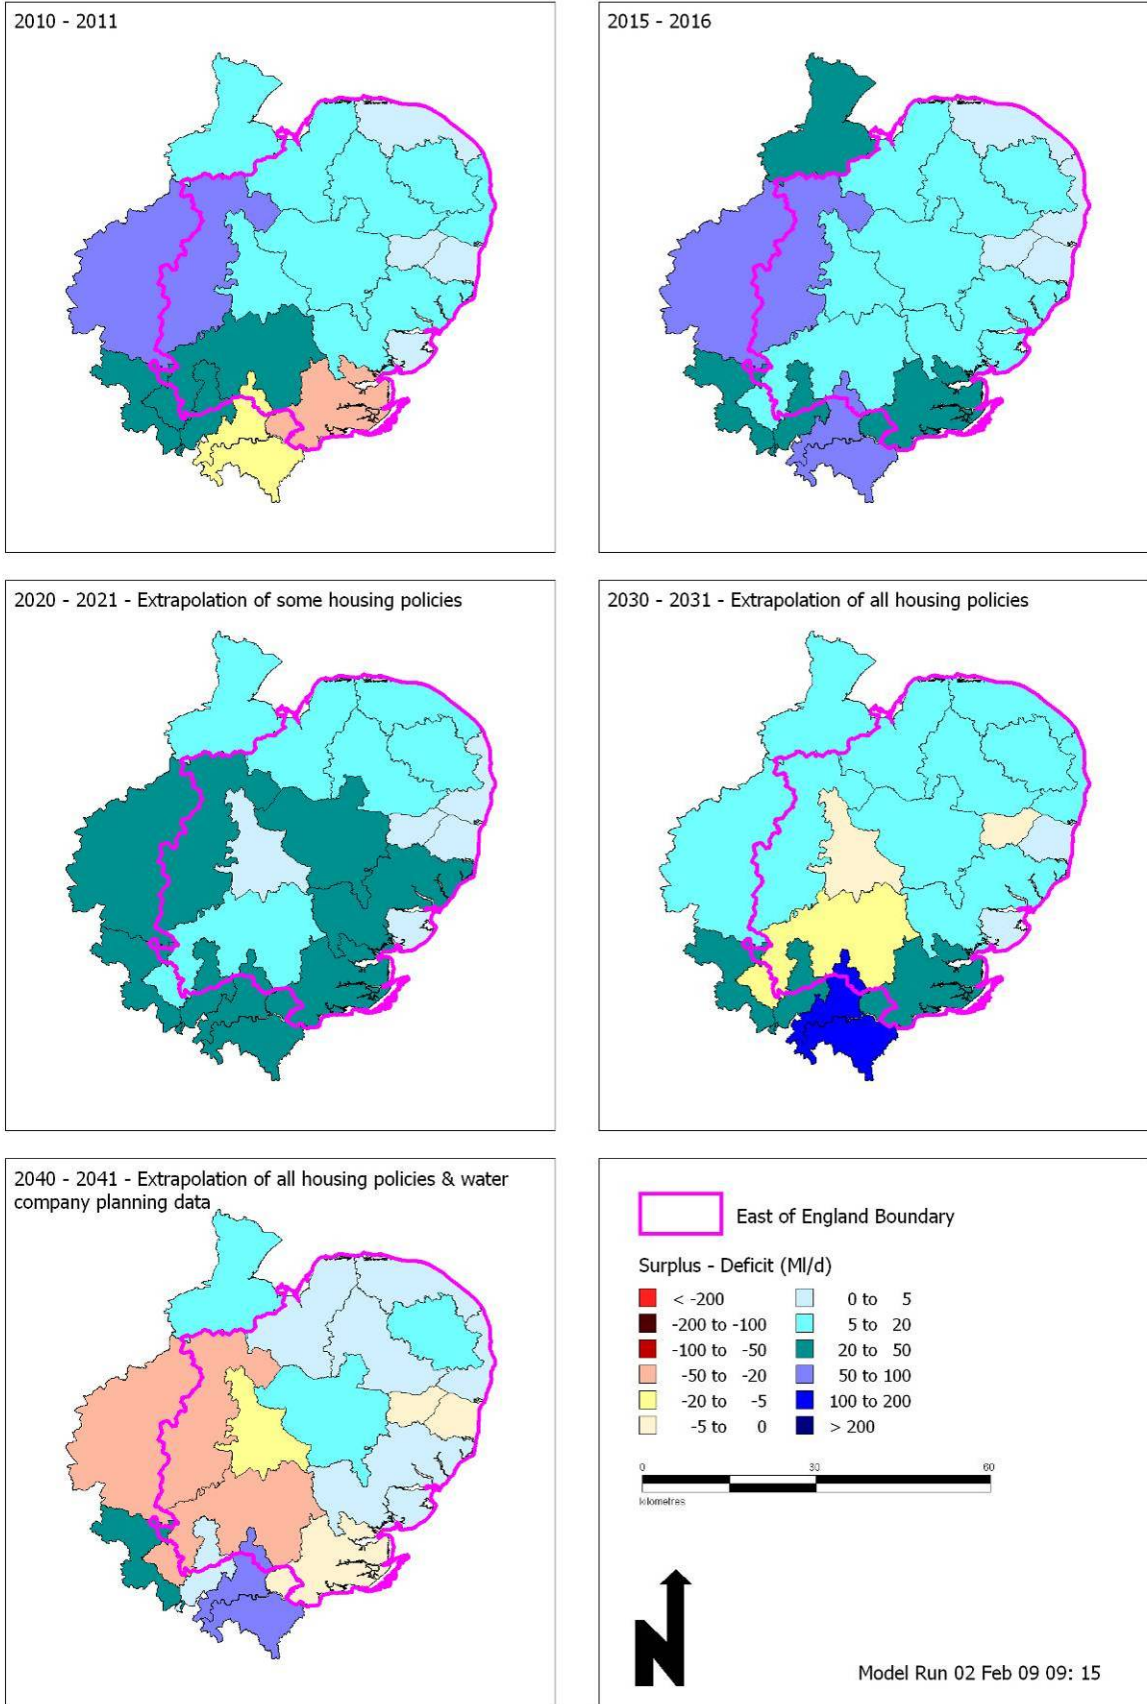 2010 - 2011
2015 - 2016
2020 - 2021 - Extrapolation of some housing policies
2030 - 2031 - Extrapolation of all housing policies
2040 - 2041 - Extrapolation of all housing policies & water
company planning data
East of England Boundary
Surplus - Deficit (Ml/d)
< -200
-200 to -100
-100 to -50
-50 to -20
-20 to -5
-5 to 0
0 to 5
5 to 20
20 to 50
50 to 100
100 to 200
> 200
0 30 60
kilometres
N
Model Run 02 Feb 09 09: 15